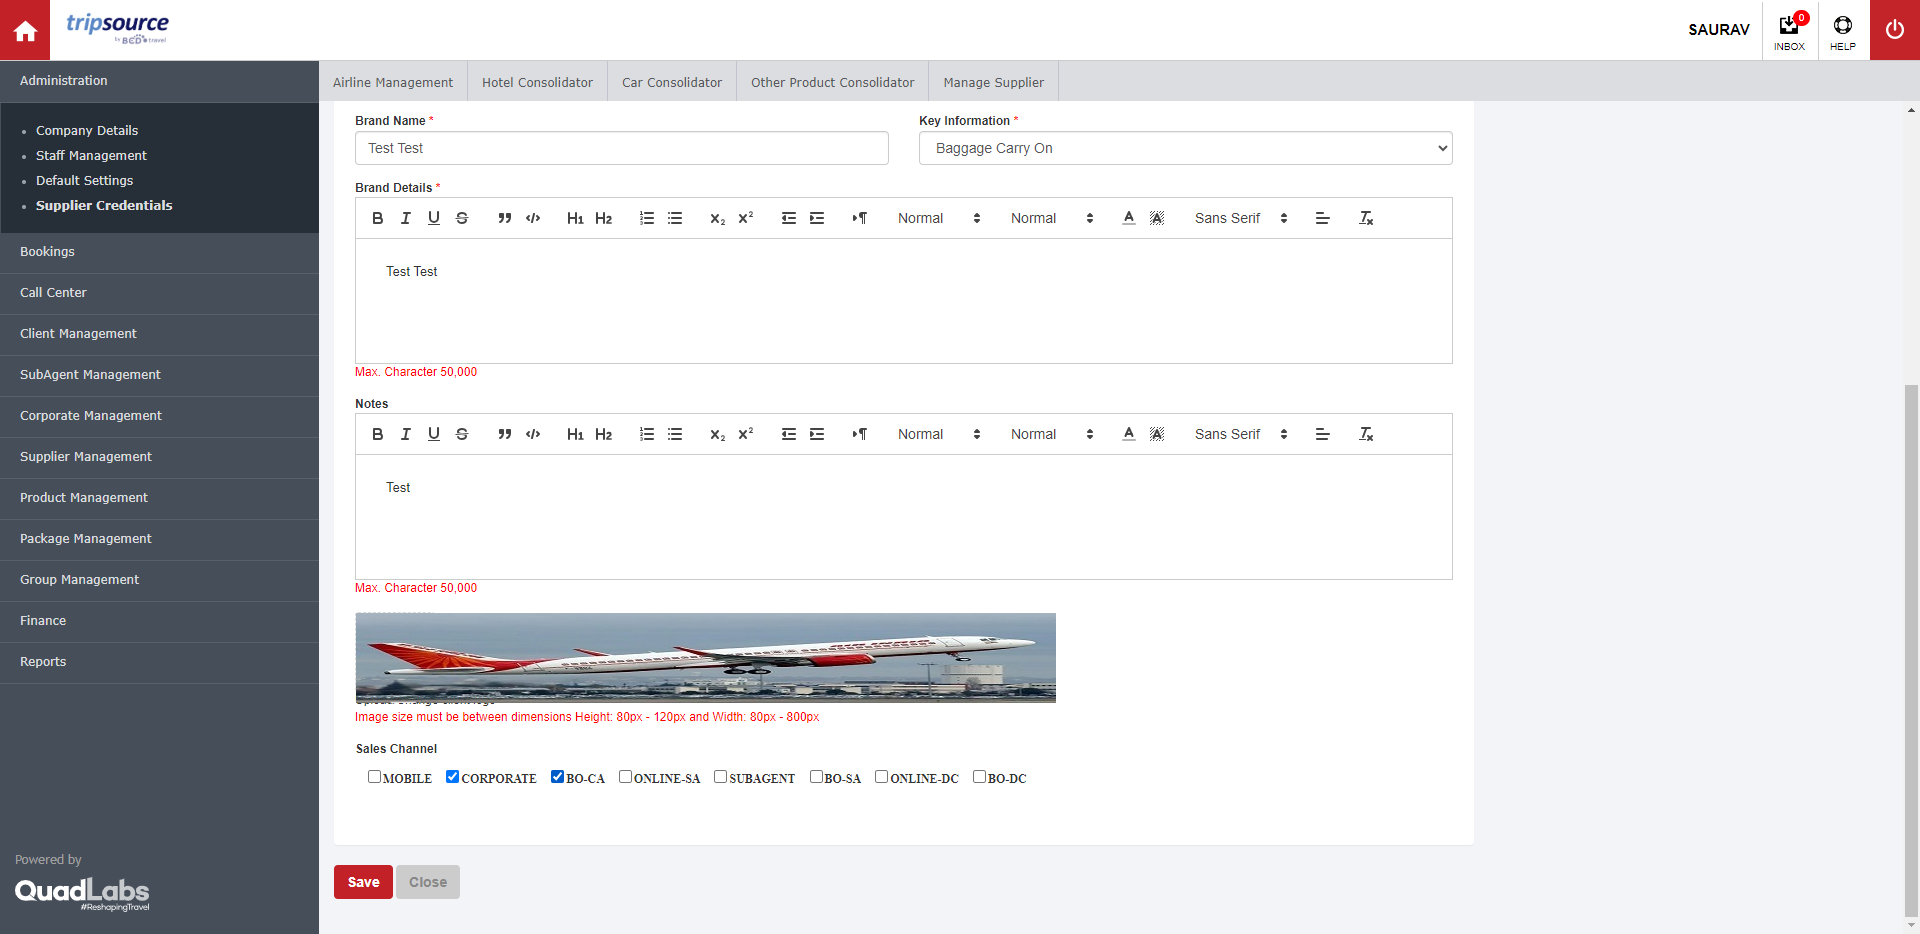 tripsource
by BCD travel
SAURAV
0
INBOX
HELP
Administration
Company Details
Staff Management
Default Settings
Supplier Credentials
Bookings
Call Center
Client Management
SubAgent Management
Corporate Management
Supplier Management
Product Management
Package Management
Group Management
Finance
Reports
Powered by
QuadLabs
#ReshapingTravel
Airline Management
Hotel Consolidator
Car Consolidator
Other Product Consolidator
Manage Supplier
Brand Name *
Test Test
Key Information *
Baggage Carry On
Brand Details *
B I U S H1 H2 X2 X2 Normal Normal A A Sans Serif Tx
Test Test
Max. Character 50,000
Notes
B I U S H1 H2 X2 X2 Normal Normal A A Sans Serif Tx
Test
Max. Character 50,000
Image size must be between dimensions Height: 80px - 120px and Width: 80px - 800px
Sales Channel
MOBILE CORPORATE BO-CA ONLINE-SA SUBAGENT BO-SA ONLINE-DC BO-DC
Save
Close